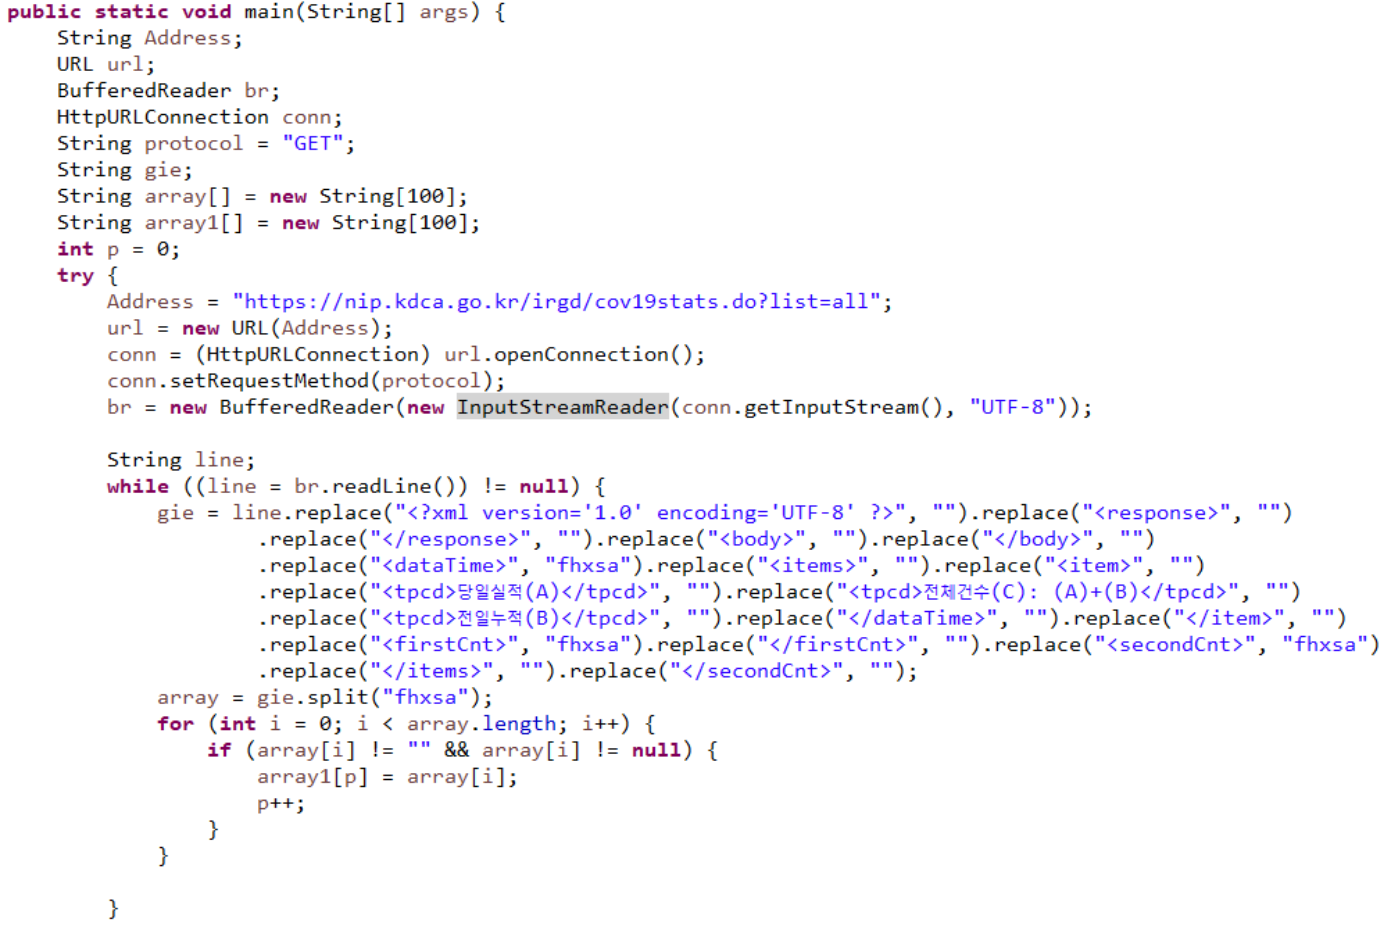 public static void main(String[] args) {
String Address;
URL url;
BufferedReader br;
HttpURLConnection conn;
String protocol = "GET";
String gie;
String array[] = new String[100];
String array1[] = new String[100];
int p = 0;
try {
Address = "https://nip.kdca.go.kr/irgd/cov19stats.do?list=all";
url = new URL(Address);
conn = (HttpURLConnection) url.openConnection();
conn.setRequestMethod(protocol);
br = new BufferedReader(new InputStreamReader(conn.getInputStream(), "UTF-8"));
String line;
while ((line = br.readLine()) != null) {
gie = line.replace("<?xml version='1.0' encoding='UTF-8' ?>", "").replace("<response>", "")
.replace("</response>", "").replace("<body>", "").replace("</body>", "")
.replace("<dataTime>", "fhxsa").replace("<items>", "").replace("<item>", "")
.replace("<tpcd>당일실적(A)</tpcd>", "").replace("<tpcd>전체건수(C): (A)+(B)</tpcd>", "")
.replace("<tpcd>전일누적(B)</tpcd>", "").replace("</dataTime>", "").replace("</item>", "")
.replace("<firstCnt>", "fhxsa").replace("</firstCnt>", "").replace("<secondCnt>", "fhxsa")
.replace("</items>", "").replace("</secondCnt>", "");
array = gie.split("fhxsa");
for (int i = 0; i < array.length; i++) {
if (array[i] != "" && array[i] != null) {
array1[p] = array[i];
p++;
}
}
}